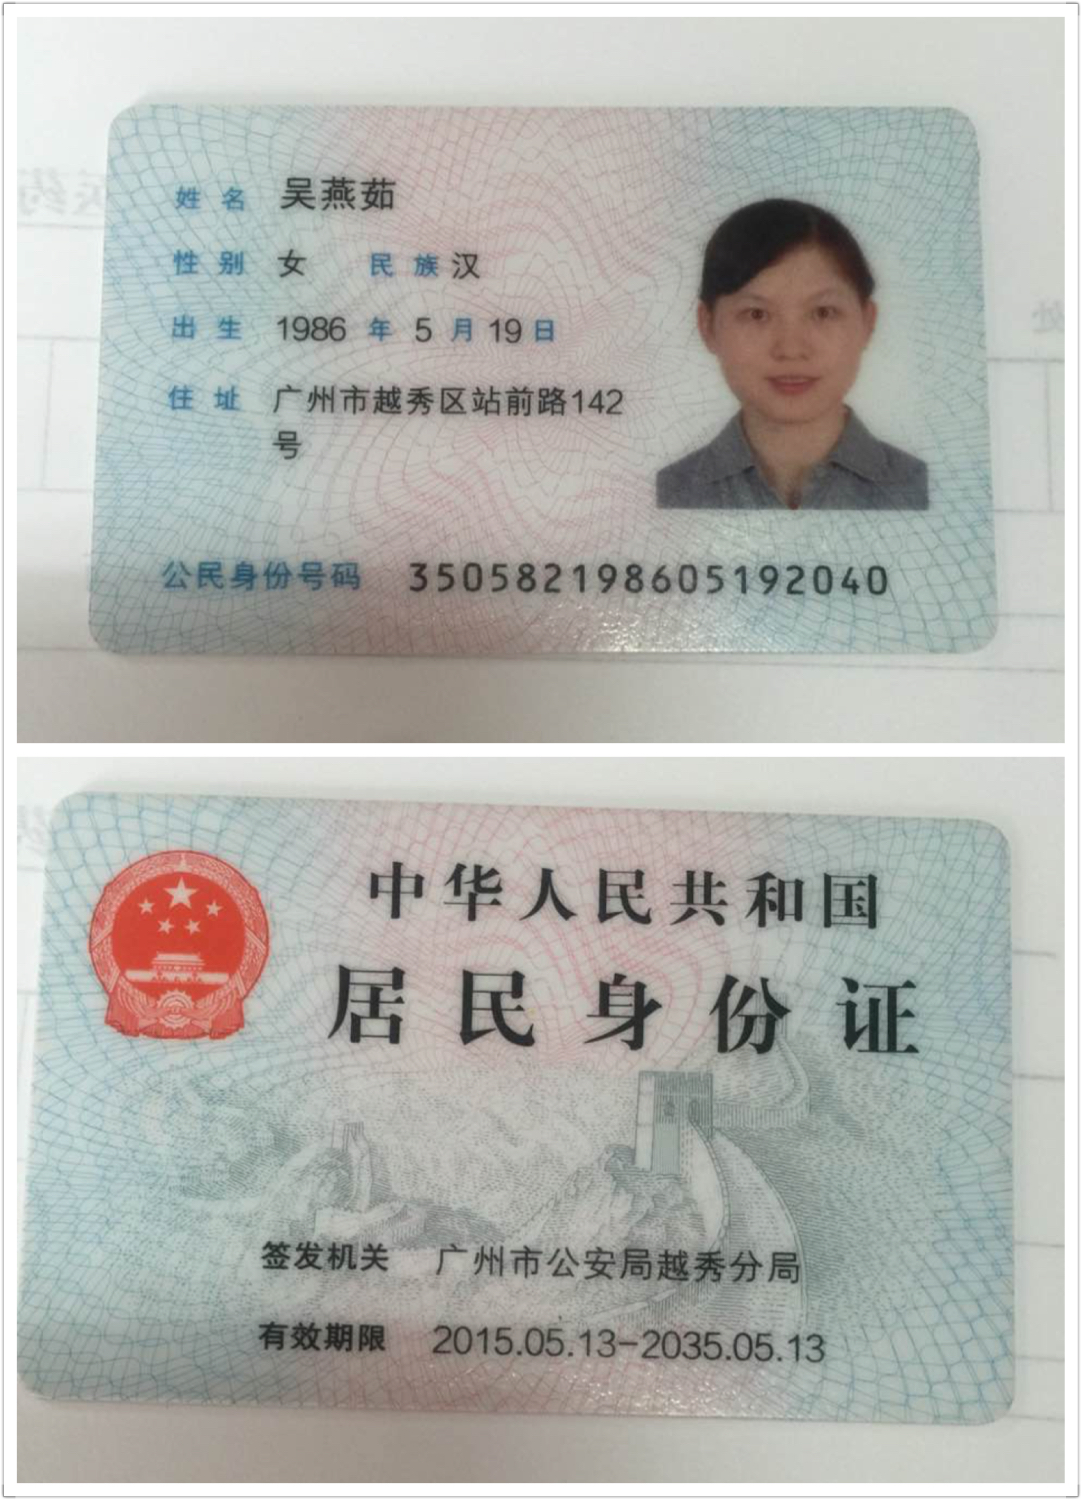 姓名 吴燕茹
性别 女 民族 汉
出生 1986 年 5 月 19 日
住址 广州市越秀区站前路142
号
公民身份号码 350582198605192040
中华人民共和国
居民身份证
签发机关 广州市公安局越秀分局
有效期限 2015.05.13-2035.05.13